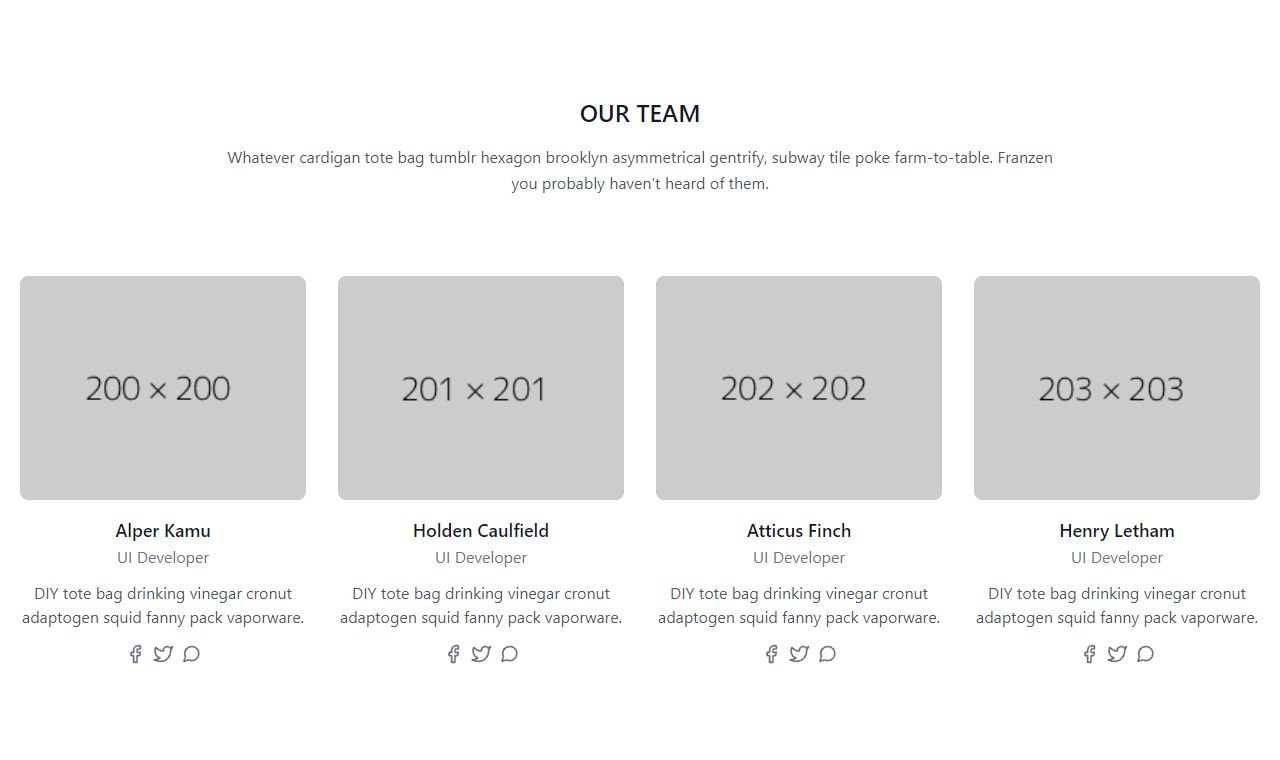 OUR TEAM
Whatever cardigan tote bag tumblr hexagon brooklyn asymmetrical gentrify, subway tile poke farm-to-table. Franzen
you probably haven't heard of them.
200 × 200
201 × 201
202 × 202
203 × 203
Alper Kamu
UI Developer
DIY tote bag drinking vinegar cronut
adaptogen squid fanny pack vaporware.
Holden Caulfield
UI Developer
DIY tote bag drinking vinegar cronut
adaptogen squid fanny pack vaporware.
Atticus Finch
UI Developer
DIY tote bag drinking vinegar cronut
adaptogen squid fanny pack vaporware.
Henry Letham
UI Developer
DIY tote bag drinking vinegar cronut
adaptogen squid fanny pack vaporware.